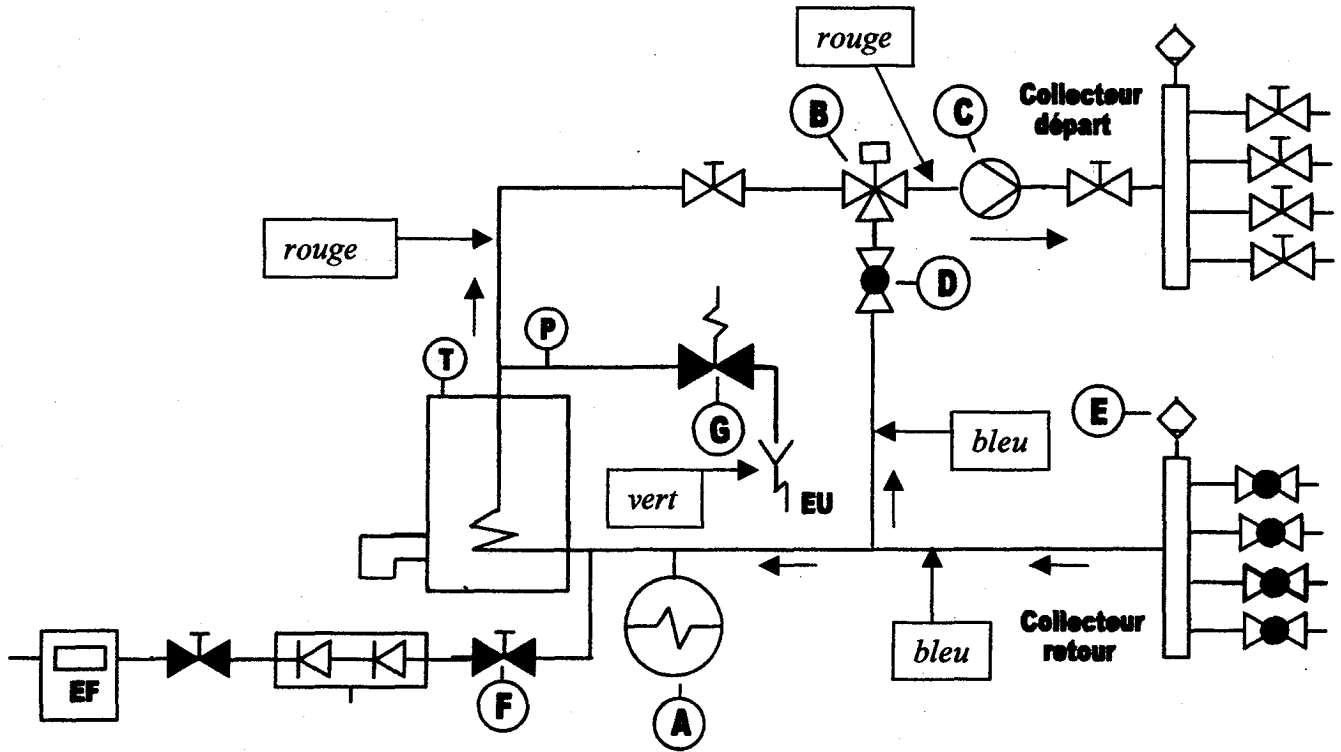 rouge
B
C
Collecteur
départ
rouge
D
P
T
G
E
bleu
vert
EU
EF
F
A
bleu
Collecteur
retour